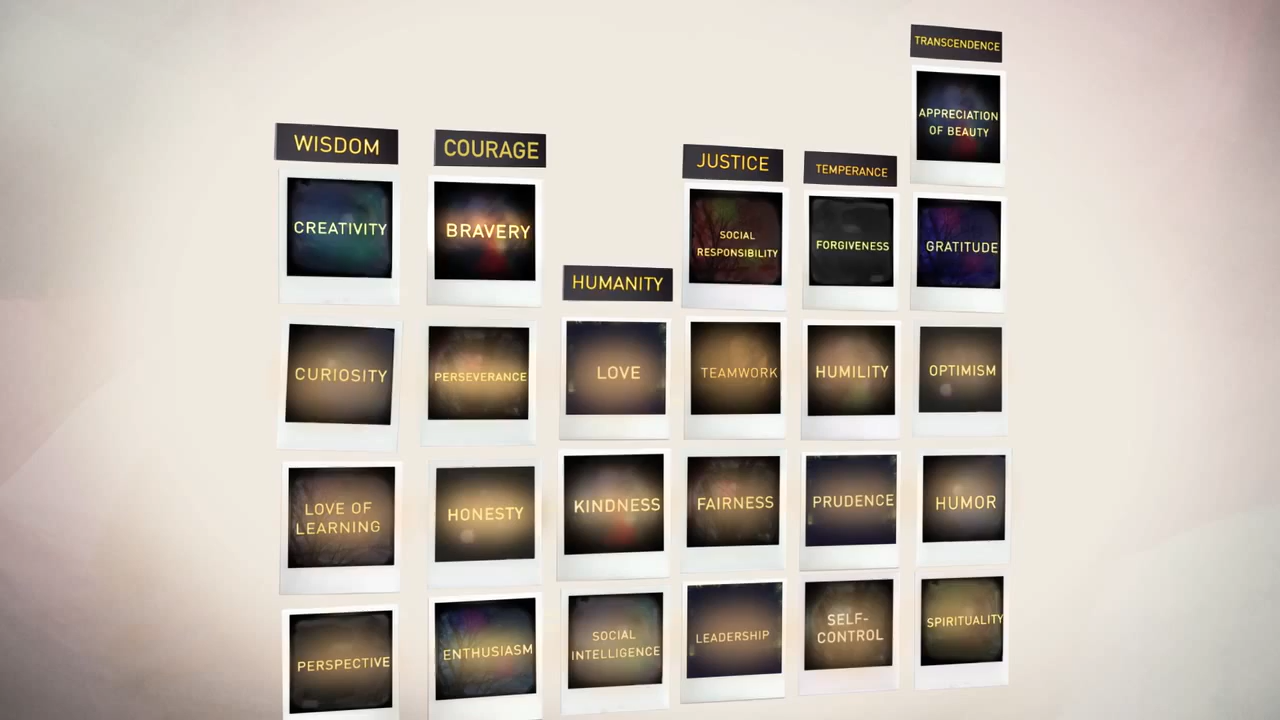 WISDOM
CREATIVITY
CURIOSITY
LOVE OF
LEARNING
PERSPECTIVE
COURAGE
BRAVERY
PERSEVERANCE
HONESTY
ENTHUSIASM
HUMANITY
LOVE
KINDNESS
SOCIAL
INTELLIGENCE
JUSTICE
SOCIAL
RESPONSIBILITY
TEAMWORK
FAIRNESS
LEADERSHIP
TEMPERANCE
FORGIVENESS
HUMILITY
PRUDENCE
SELF-
CONTROL
TRANSCENDENCE
APPRECIATION
OF BEAUTY
GRATITUDE
OPTIMISM
HUMOR
SPIRITUALITY